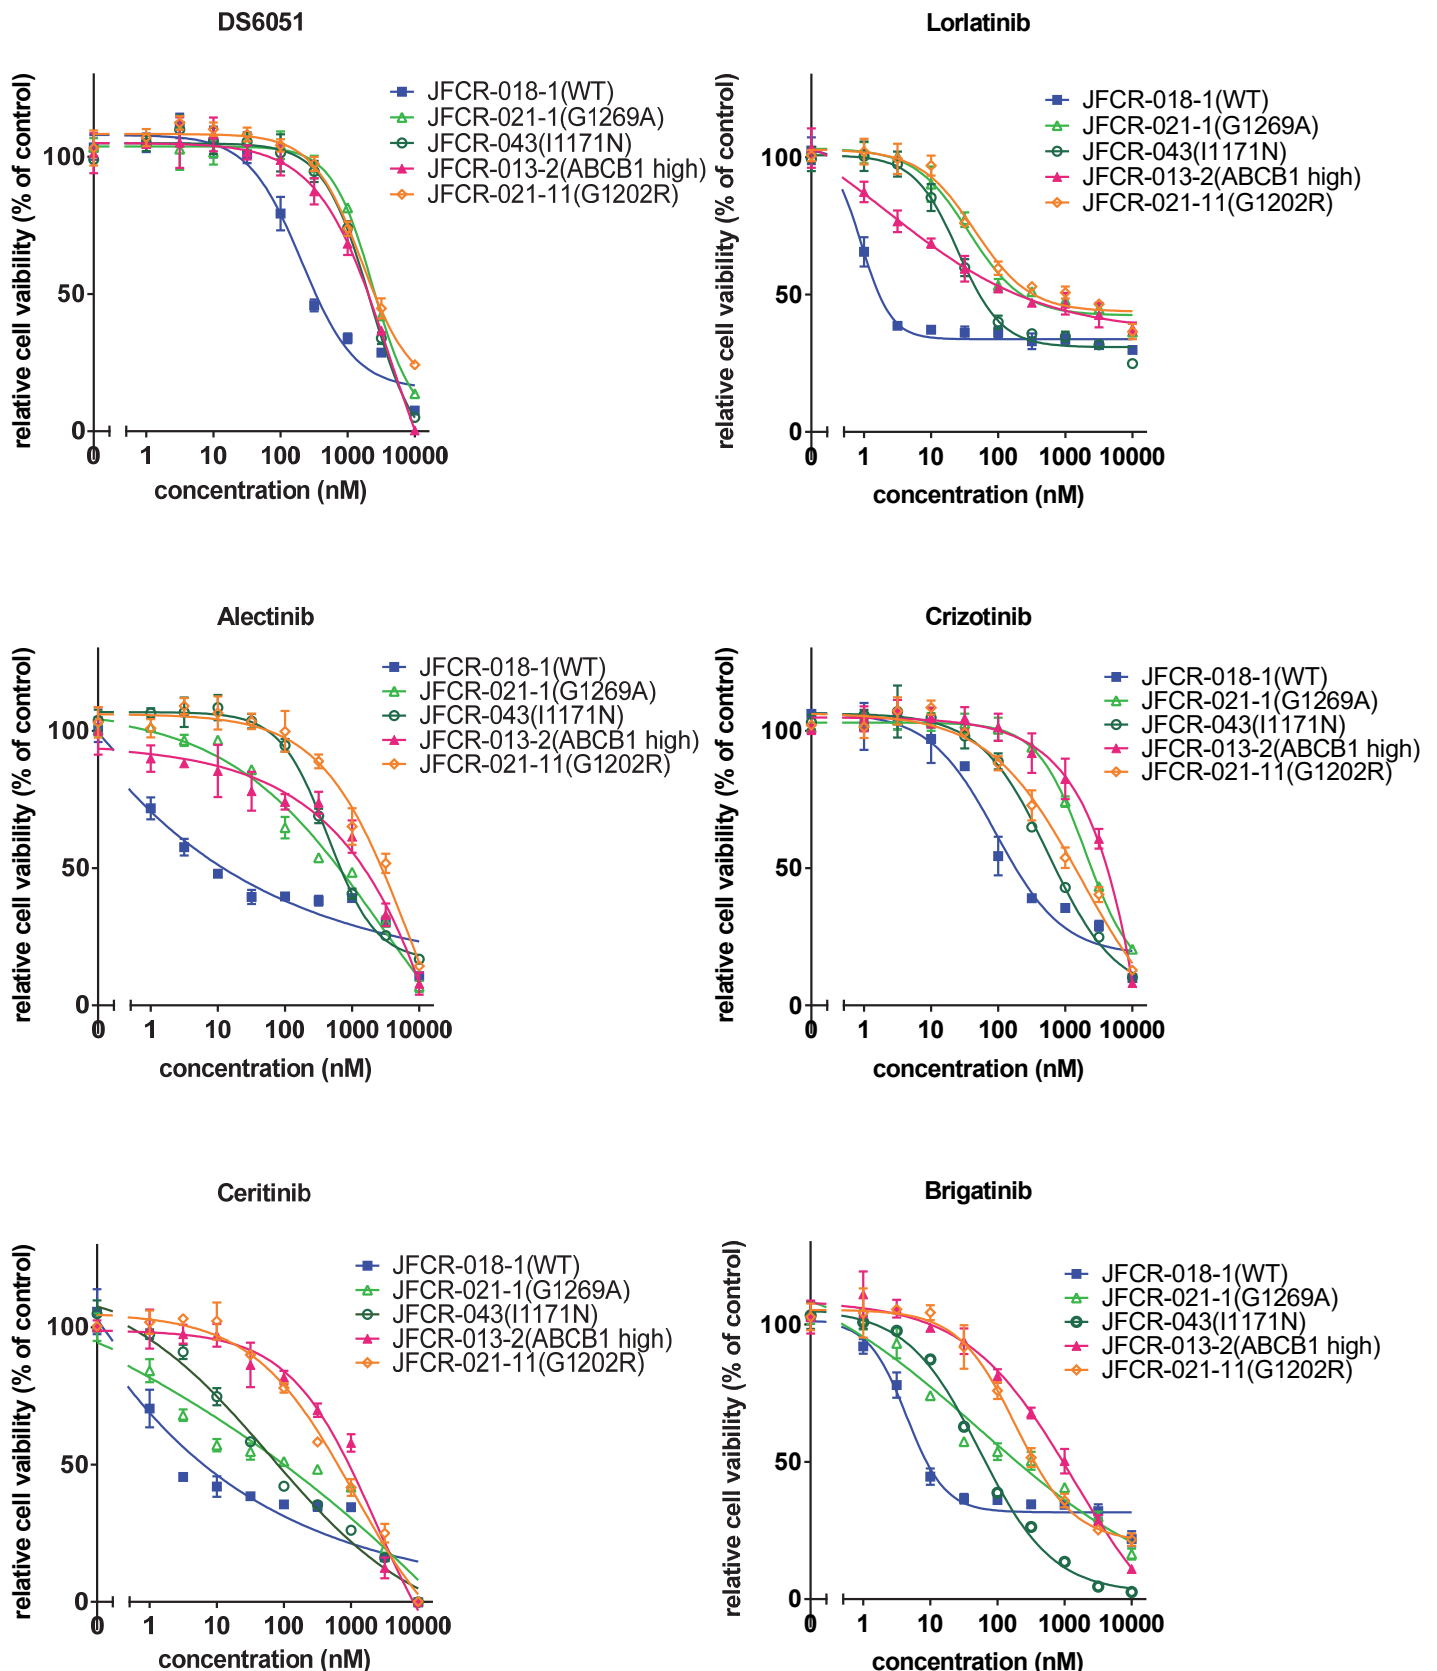 DS6051
relative cell vaibility (% of control)
100
50
0
0 1 10 100 1000 10000
concentration (nM)
JFCR-018-1(WT)
JFCR-021-1(G1269A)
JFCR-043(I1171N)
JFCR-013-2(ABCB1 high)
JFCR-021-11(G1202R)
Lorlatinib
relative cell vaibility (% of control)
100
50
0
0 1 10 100 1000 10000
concentration (nM)
JFCR-018-1(WT)
JFCR-021-1(G1269A)
JFCR-043(I1171N)
JFCR-013-2(ABCB1 high)
JFCR-021-11(G1202R)
Alectinib
relative cell vaibility (% of control)
100
50
0
0 1 10 100 1000 10000
concentration (nM)
JFCR-018-1(WT)
JFCR-021-1(G1269A)
JFCR-043(I1171N)
JFCR-013-2(ABCB1 high)
JFCR-021-11(G1202R)
Crizotinib
relative cell vaibility (% of control)
100
50
0
0 1 10 100 1000 10000
concentration (nM)
JFCR-018-1(WT)
JFCR-021-1(G1269A)
JFCR-043(I1171N)
JFCR-013-2(ABCB1 high)
JFCR-021-11(G1202R)
Ceritinib
relative cell vaibility (% of control)
100
50
0
0 1 10 100 1000 10000
concentration (nM)
JFCR-018-1(WT)
JFCR-021-1(G1269A)
JFCR-043(I1171N)
JFCR-013-2(ABCB1 high)
JFCR-021-11(G1202R)
Brigatinib
relative cell vaibility (% of control)
100
50
0
0 1 10 100 1000 10000
concentration (nM)
JFCR-018-1(WT)
JFCR-021-1(G1269A)
JFCR-043(I1171N)
JFCR-013-2(ABCB1 high)
JFCR-021-11(G1202R)